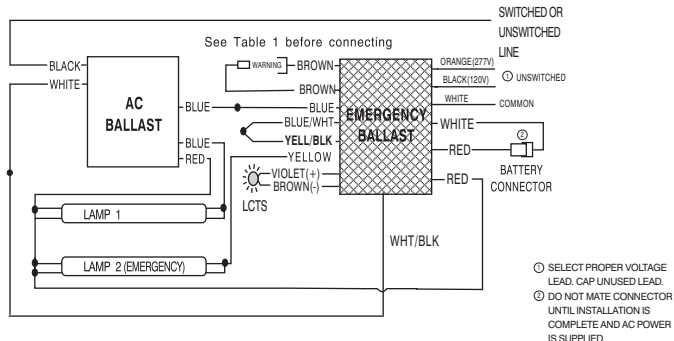 SWITCHED OR
UNSWITCHED
LINE
See Table 1 before connecting
BLACK
WHITE
AC
BALLAST
BLUE
BLUE
RED
WARNING
BROWN
BROWN
BLUE
BLUE/WHT
YELL/BLK
YELLOW
VIOLET(+)
BROWN(-)
LCTS
EMERGENCY
BALLAST
ORANGE(277V)
BLACK(120V)
① UNSWITCHED
WHITE
COMMON
WHITE
RED
②
BATTERY
CONNECTOR
RED
LAMP 1
LAMP 2 (EMERGENCY)
WHT/BLK
① SELECT PROPER VOLTAGE
LEAD. CAP UNUSED LEAD.
② DO NOT MATE CONNECTOR
UNTIL INSTALLATION IS
COMPLETE AND AC POWER
IS SUPPLIED